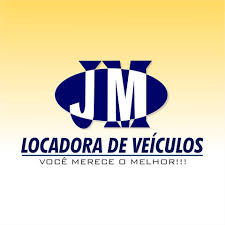 JM
LOCADORA DE VEÍCULOS
VOCÊ MERECE O MELHOR!!!